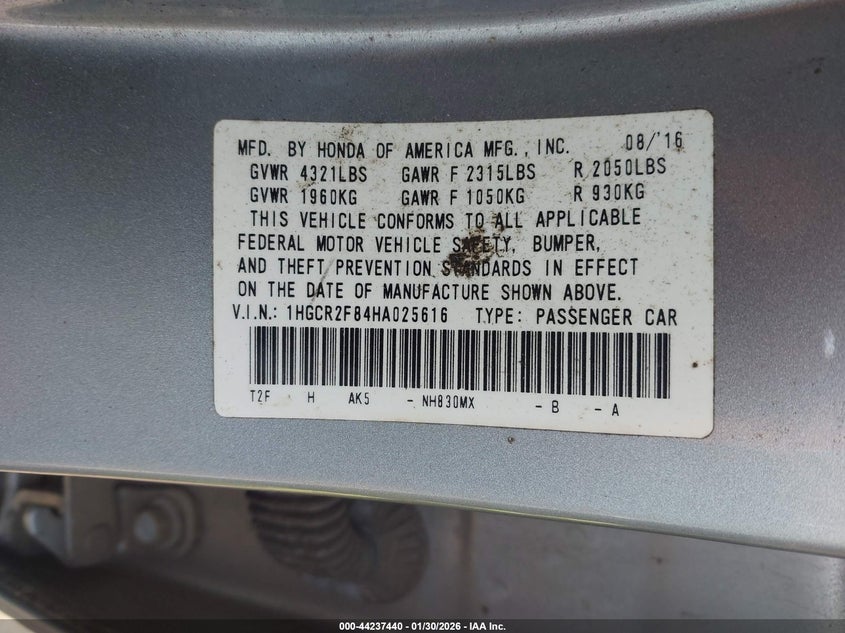 MFD. BY HONDA OF AMERICA MFG., INC. 08/'16
GVWR 4321LBS GAWR F 2315LBS R 2050LBS
GVWR 1960KG GAWR F 1050KG R 930KG
THIS VEHICLE CONFORMS TO ALL APPLICABLE
FEDERAL MOTOR VEHICLE SAFETY, BUMPER,
AND THEFT PREVENTION STANDARDS IN EFFECT
ON THE DATE OF MANUFACTURE SHOWN ABOVE.
V.I.N.: 1HGCR2F84HA025616 TYPE: PASSENGER CAR
T2F H AK5 - NH830MX - B - A
000-44237440 - 01/30/2026 - IAA Inc.